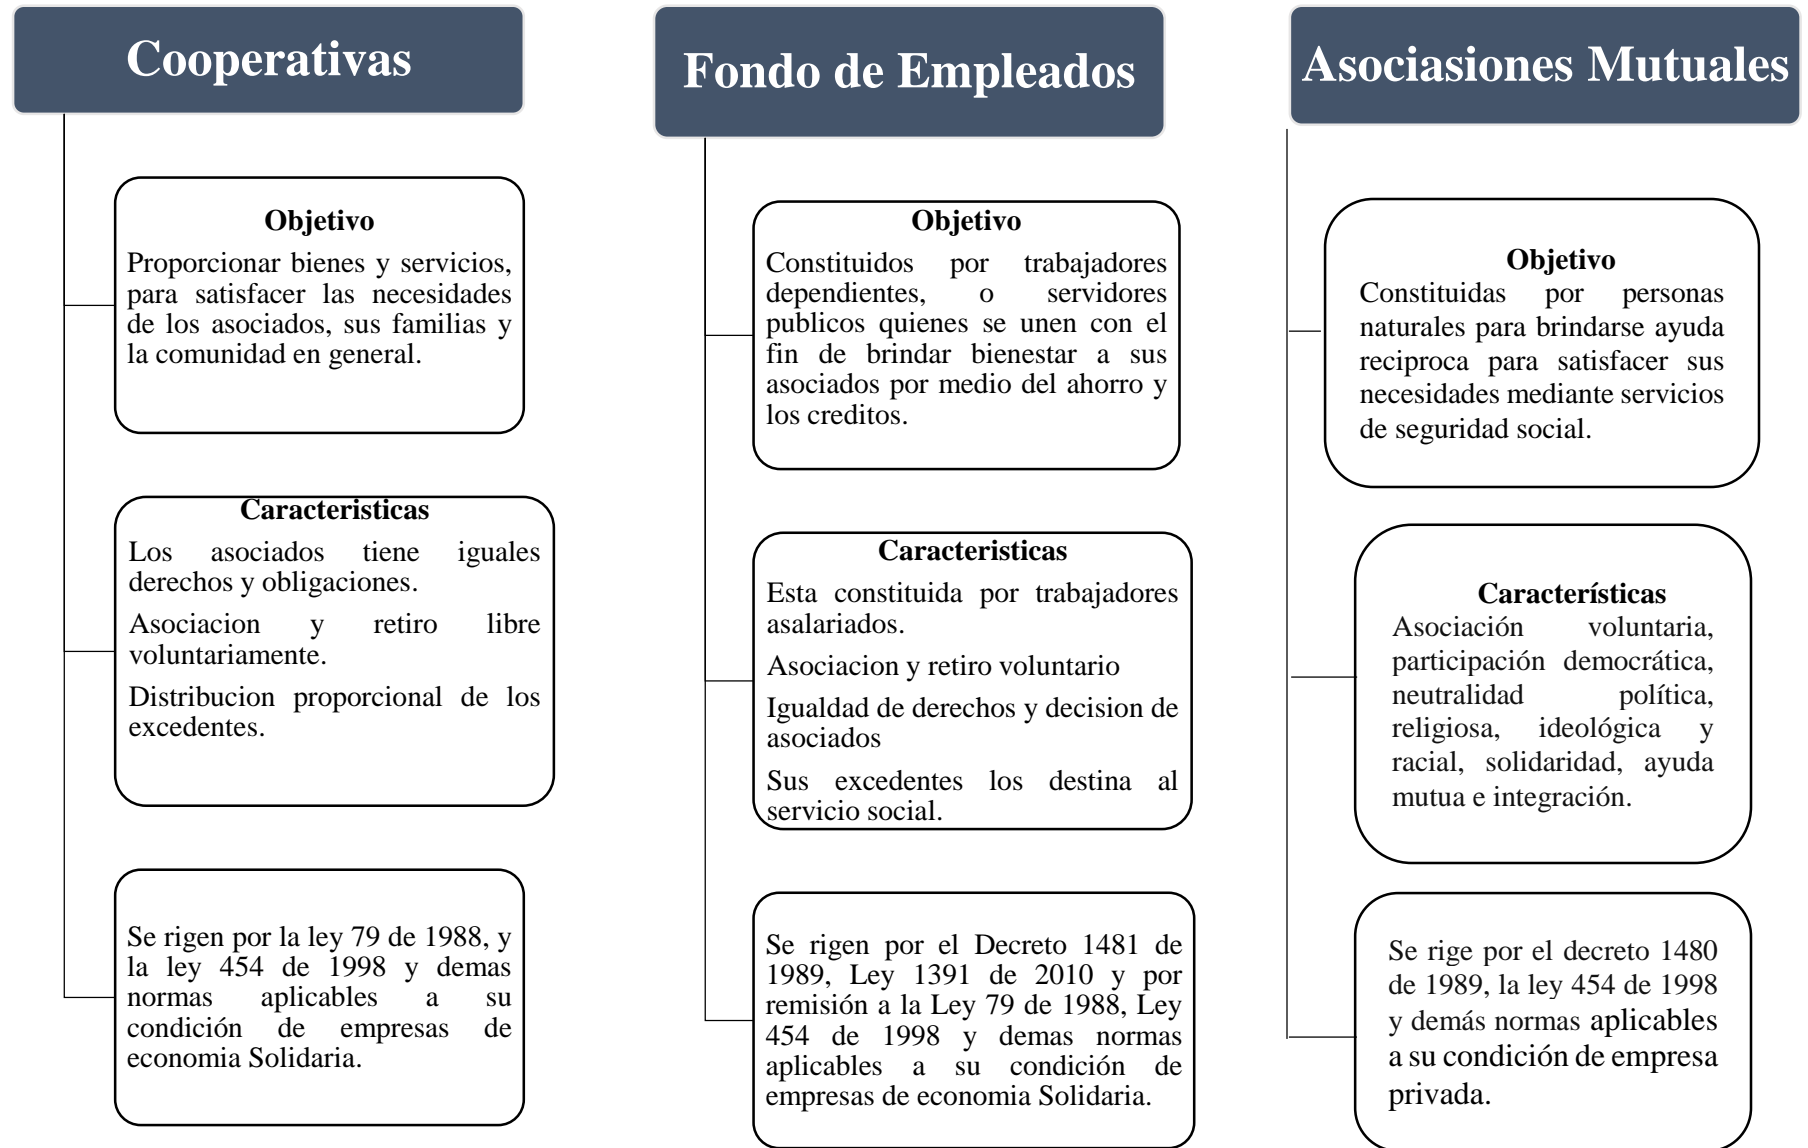 Cooperativas
Objetivo
Proporcionar bienes y servicios,
para satisfacer las necesidades
de los asociados, sus familias y
la comunidad en general.
Caracteristicas
Los asociados tiene iguales
derechos y obligaciones.
Asociacion y retiro libre
voluntariamente.
Distribucion proporcional de los
excedentes.
Se rigen por la ley 79 de 1988, y
la ley 454 de 1998 y demas
normas aplicables a su
condición de empresas de
economia Solidaria.
Fondo de Empleados
Objetivo
Constituidos por trabajadores
dependientes, o servidores
publicos quienes se unen con el
fin de brindar bienestar a sus
asociados por medio del ahorro y
los creditos.
Caracteristicas
Esta constituida por trabajadores
asalariados.
Asociacion y retiro voluntario
Igualdad de derechos y decision de
asociados
Sus excedentes los destina al
servicio social.
Se rigen por el Decreto 1481 de
1989, Ley 1391 de 2010 y por
remisión a la Ley 79 de 1988, Ley
454 de 1998 y demas normas
aplicables a su condición de
empresas de economia Solidaria.
Asociasiones Mutuales
Objetivo
Constituidas por personas
naturales para brindarse ayuda
reciproca para satisfacer sus
necesidades mediante servicios
de seguridad social.
Características
Asociación voluntaria,
participación democrática,
neutralidad política,
religiosa, ideológica y
racial, solidaridad, ayuda
mutua e integración.
Se rige por el decreto 1480
de 1989, la ley 454 de 1998
y demás normas aplicables
a su condición de empresa
privada.